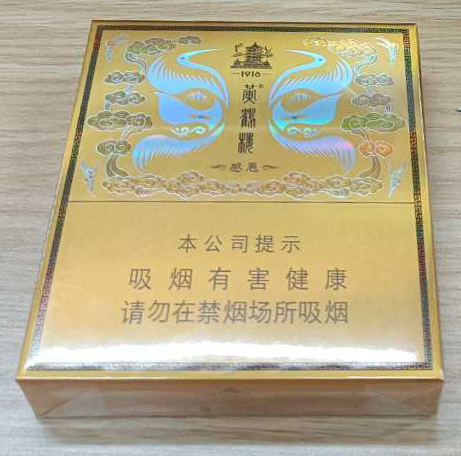 1916
黄鹤楼
感恩
本公司提示
吸烟有害健康
请勿在禁烟场所吸烟